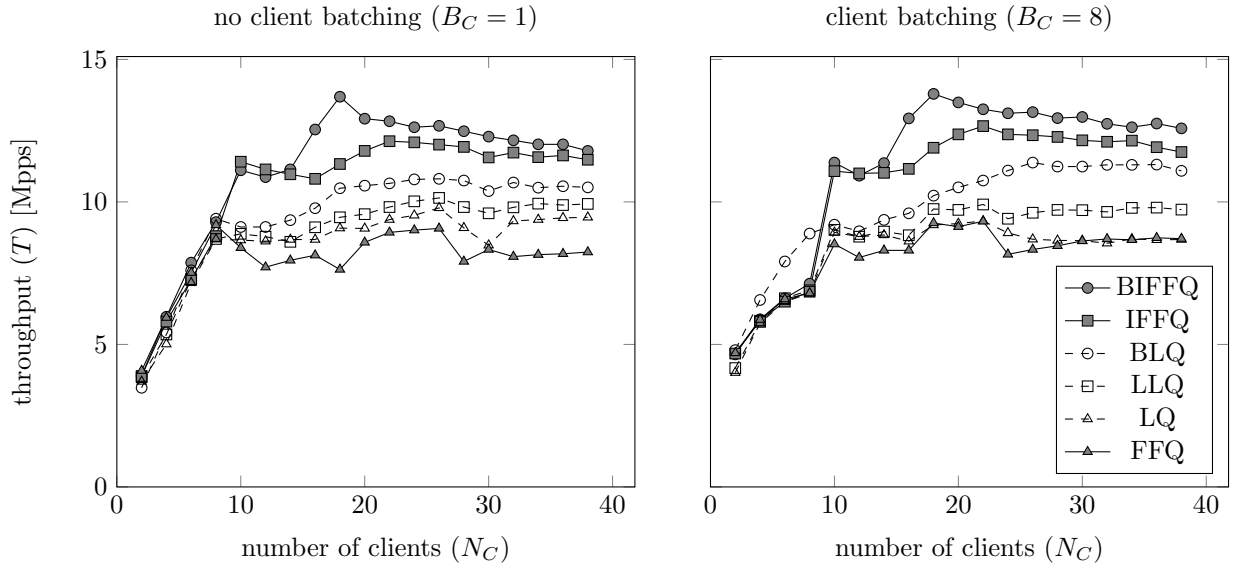 no client batching (B_C = 1)
client batching (B_C = 8)
throughput (T) [Mpps]
15
10
5
0
0 10 20 30 40
number of clients (N_C)
0 10 20 30 40
number of clients (N_C)
BIFFQ
IFFQ
BLQ
LLQ
LQ
FFQ